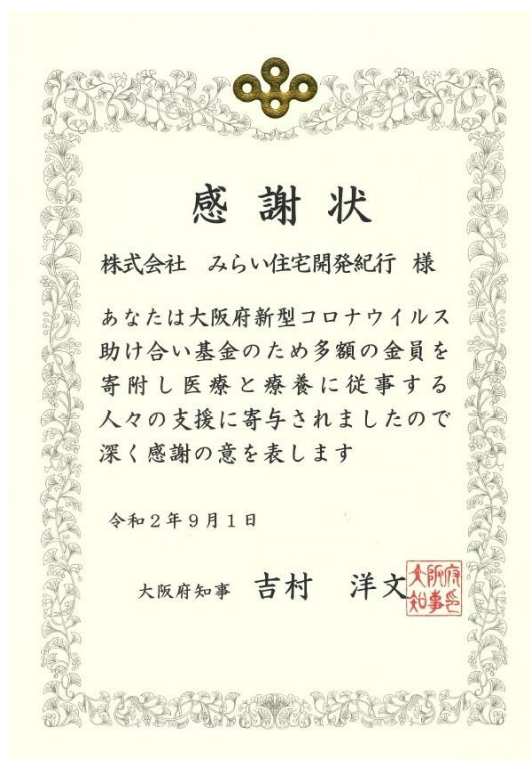 感謝状
株式会社　みらい住宅開発紀行　様
あなたは大阪府新型コロナウイルス
助け合い基金のため多額の金員を
寄附し医療と療養に従事する
人々の支援に寄与されましたので
深く感謝の意を表します
令和2年9月1日
大阪府知事　吉村　洋文
大阪府
知事之印